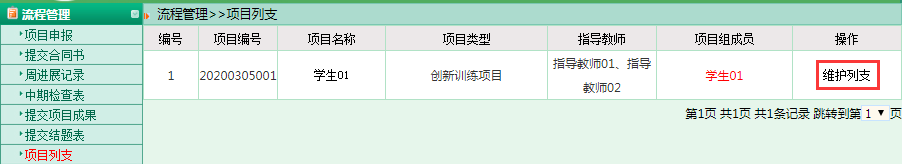 流程管理
项目申报
提交合同书
周进展记录
中期检查表
提交项目成果
提交结题表
项目列支
流程管理>>项目列支
编号 项目编号 项目名称 项目类型 指导教师 项目组成员 操作
1 20200305001 学生01 创新训练项目 指导教师01、指导 学生01 维护列支
教师02
第1页 共1页 共1条记录 跳转到第 1 页